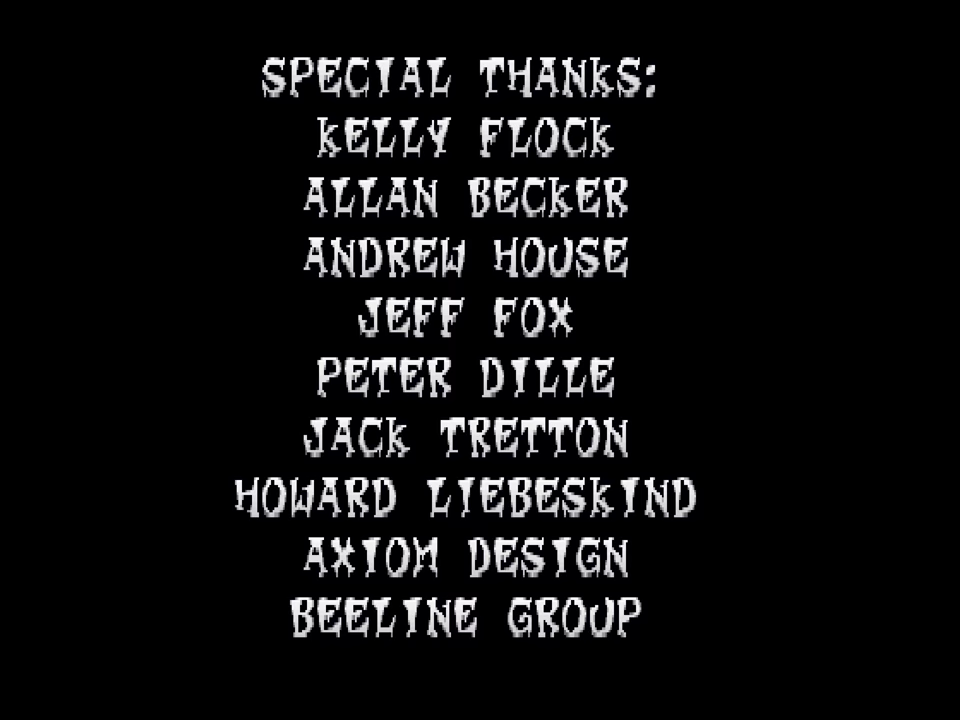 SPECIAL THANKS:
KELLY FLOCK
ALLAN BECKER
ANDREW HOUSE
JEFF FOX
PETER DILLE
JACK TRETTON
HOWARD LIEBESKIND
AXIOM DESIGN
BEELINE GROUP